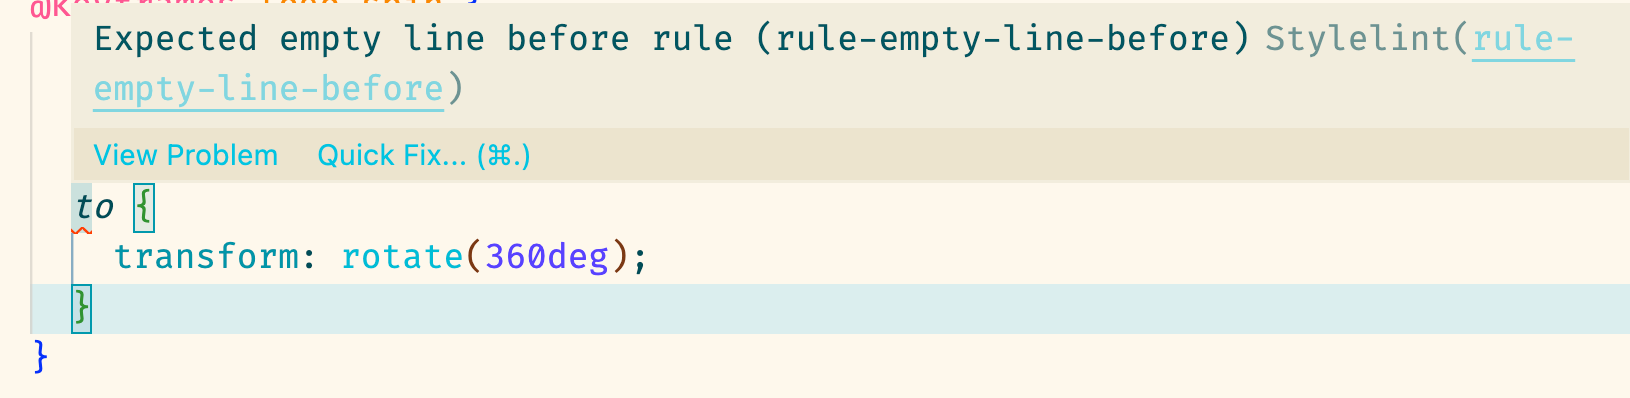 Expected empty line before rule (rule-empty-line-before) Stylelint(rule-
empty-line-before)
View Problem Quick Fix... (⌘.)
to {
transform: rotate(360deg);
}
}